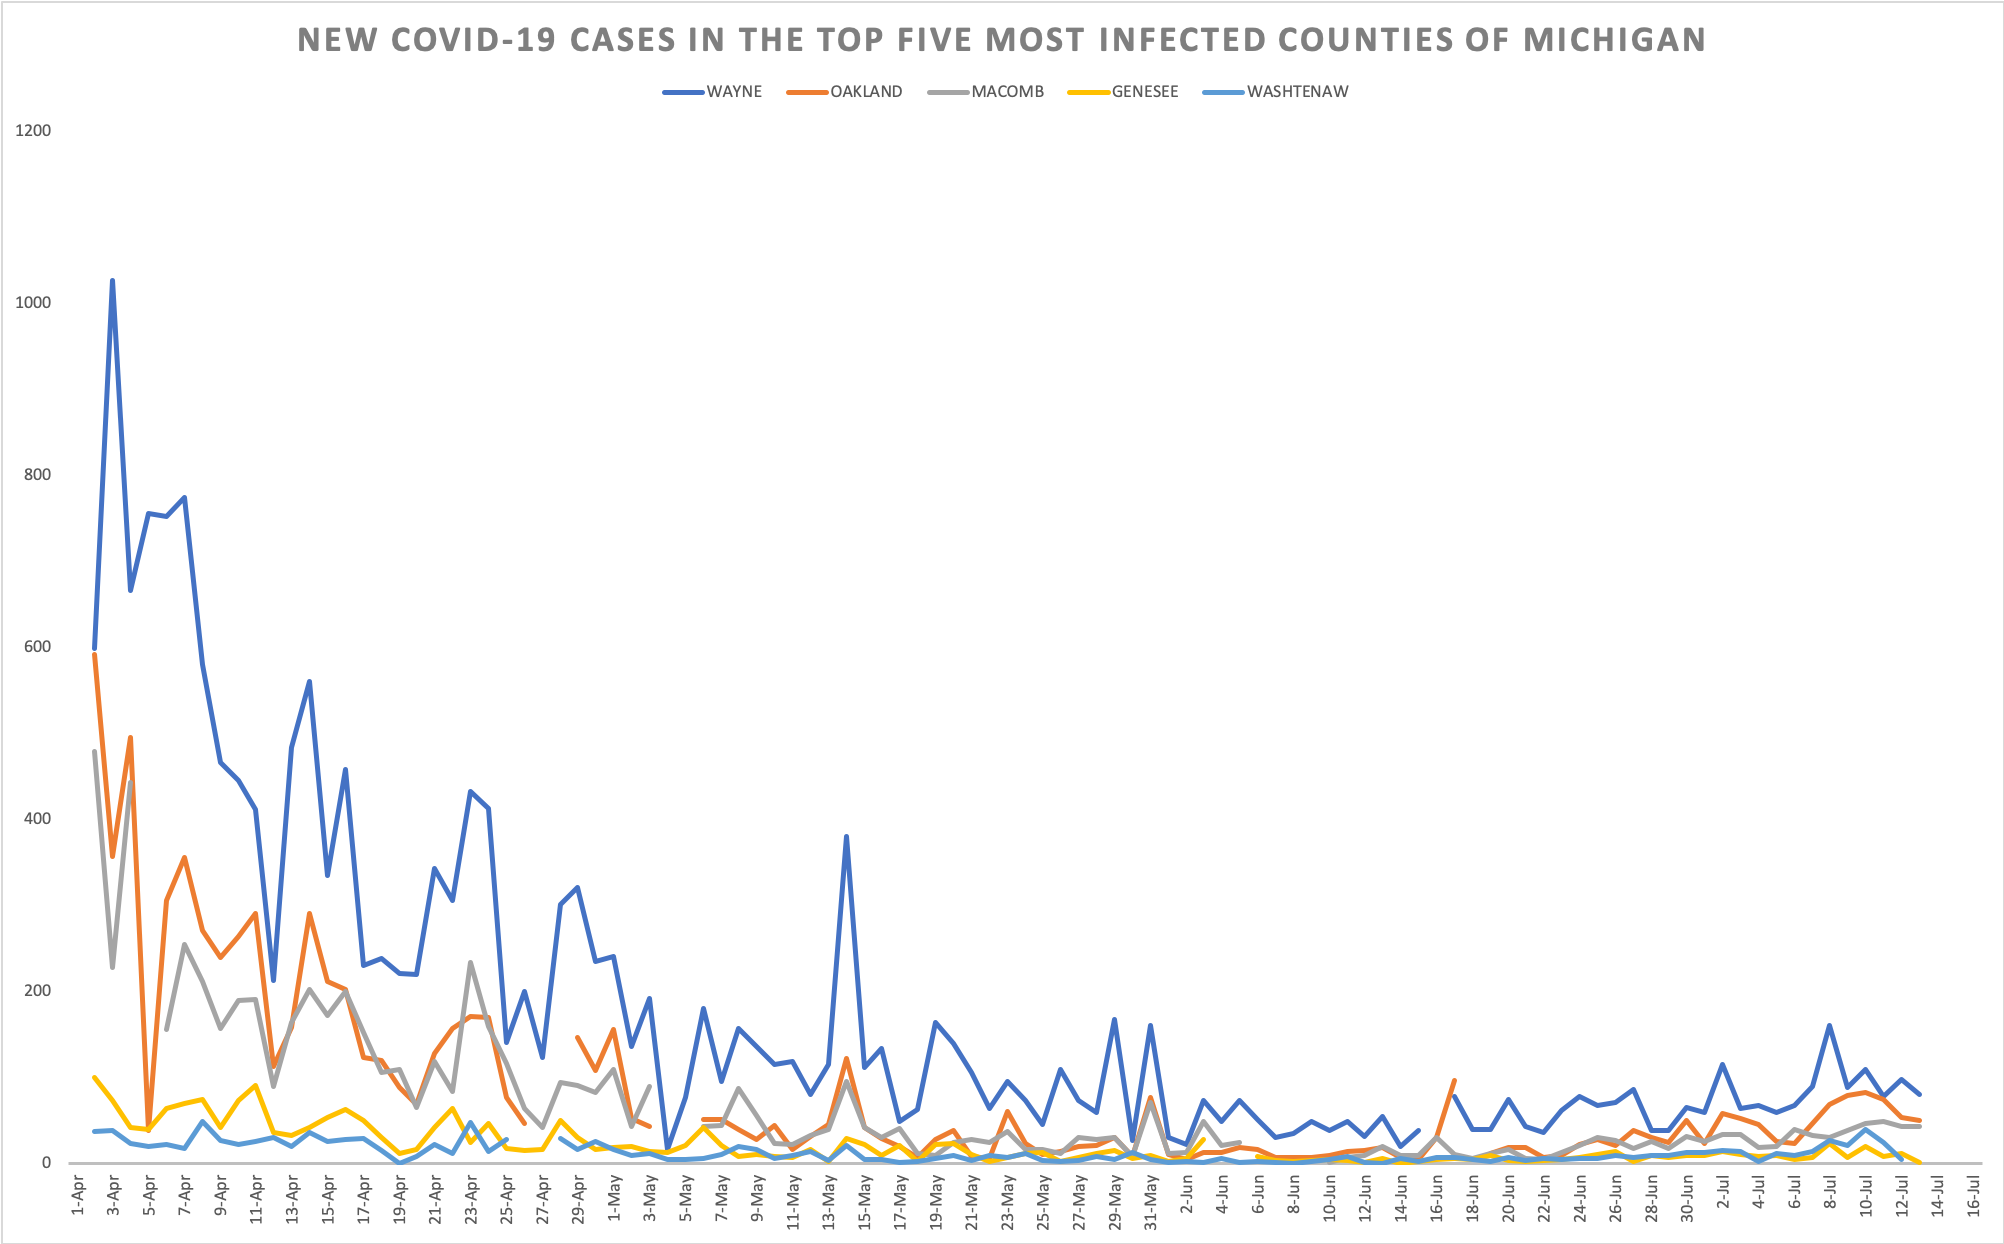 NEW COVID-19 CASES IN THE TOP FIVE MOST INFECTED COUNTIES OF MICHIGAN
WAYNE OAKLAND MACOMB GENESEE WASHTENAW
1200
1000
800
600
400
200
0
1-Apr 3-Apr 5-Apr 7-Apr 9-Apr 11-Apr 13-Apr 15-Apr 17-Apr 19-Apr 21-Apr 23-Apr 25-Apr 27-Apr 29-Apr 1-May 3-May 5-May 7-May 9-May 11-May 13-May 15-May 17-May 19-May 21-May 23-May 25-May 27-May 29-May 31-May 2-Jun 4-Jun 6-Jun 8-Jun 10-Jun 12-Jun 14-Jun 16-Jun 18-Jun 20-Jun 22-Jun 24-Jun 26-Jun 28-Jun 30-Jun 2-Jul 4-Jul 6-Jul 8-Jul 10-Jul 12-Jul 14-Jul 16-Jul